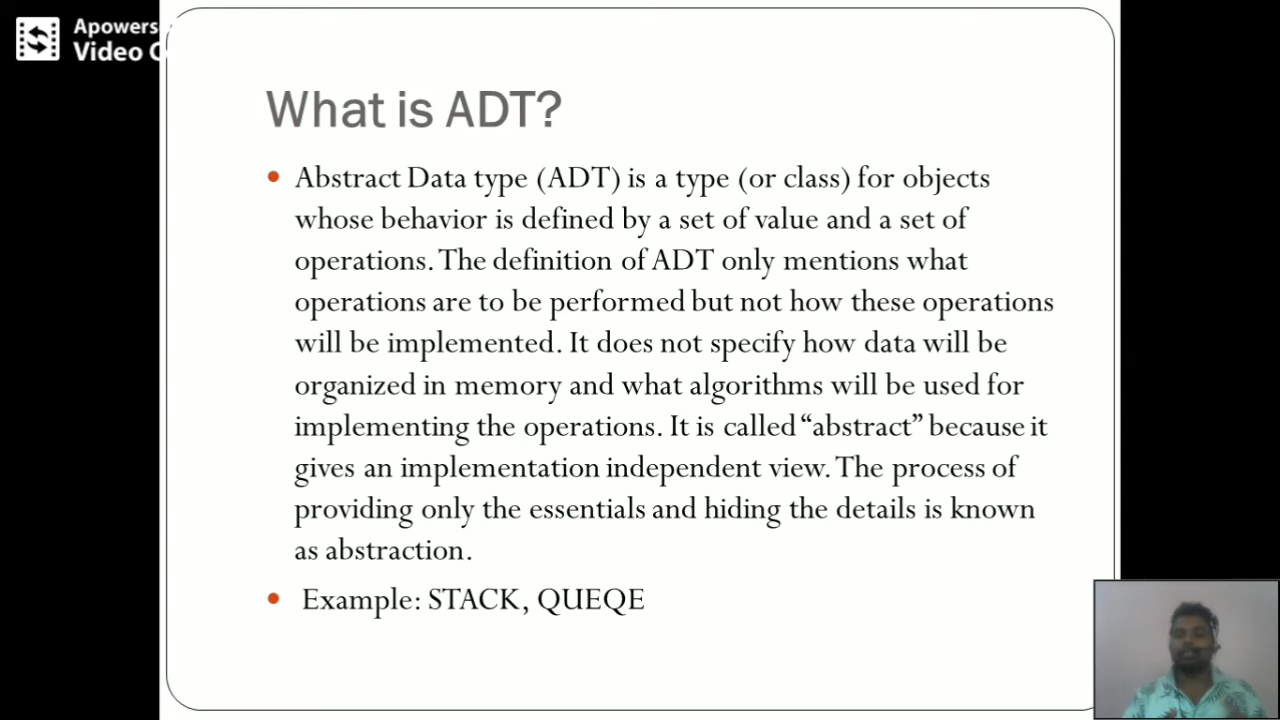 Apowers
Video C
What is ADT?
• Abstract Data type (ADT) is a type (or class) for objects
whose behavior is defined by a set of value and a set of
operations. The definition of ADT only mentions what
operations are to be performed but not how these operations
will be implemented. It does not specify how data will be
organized in memory and what algorithms will be used for
implementing the operations. It is called “abstract” because it
gives an implementation independent view. The process of
providing only the essentials and hiding the details is known
as abstraction.
• Example: STACK, QUEQE